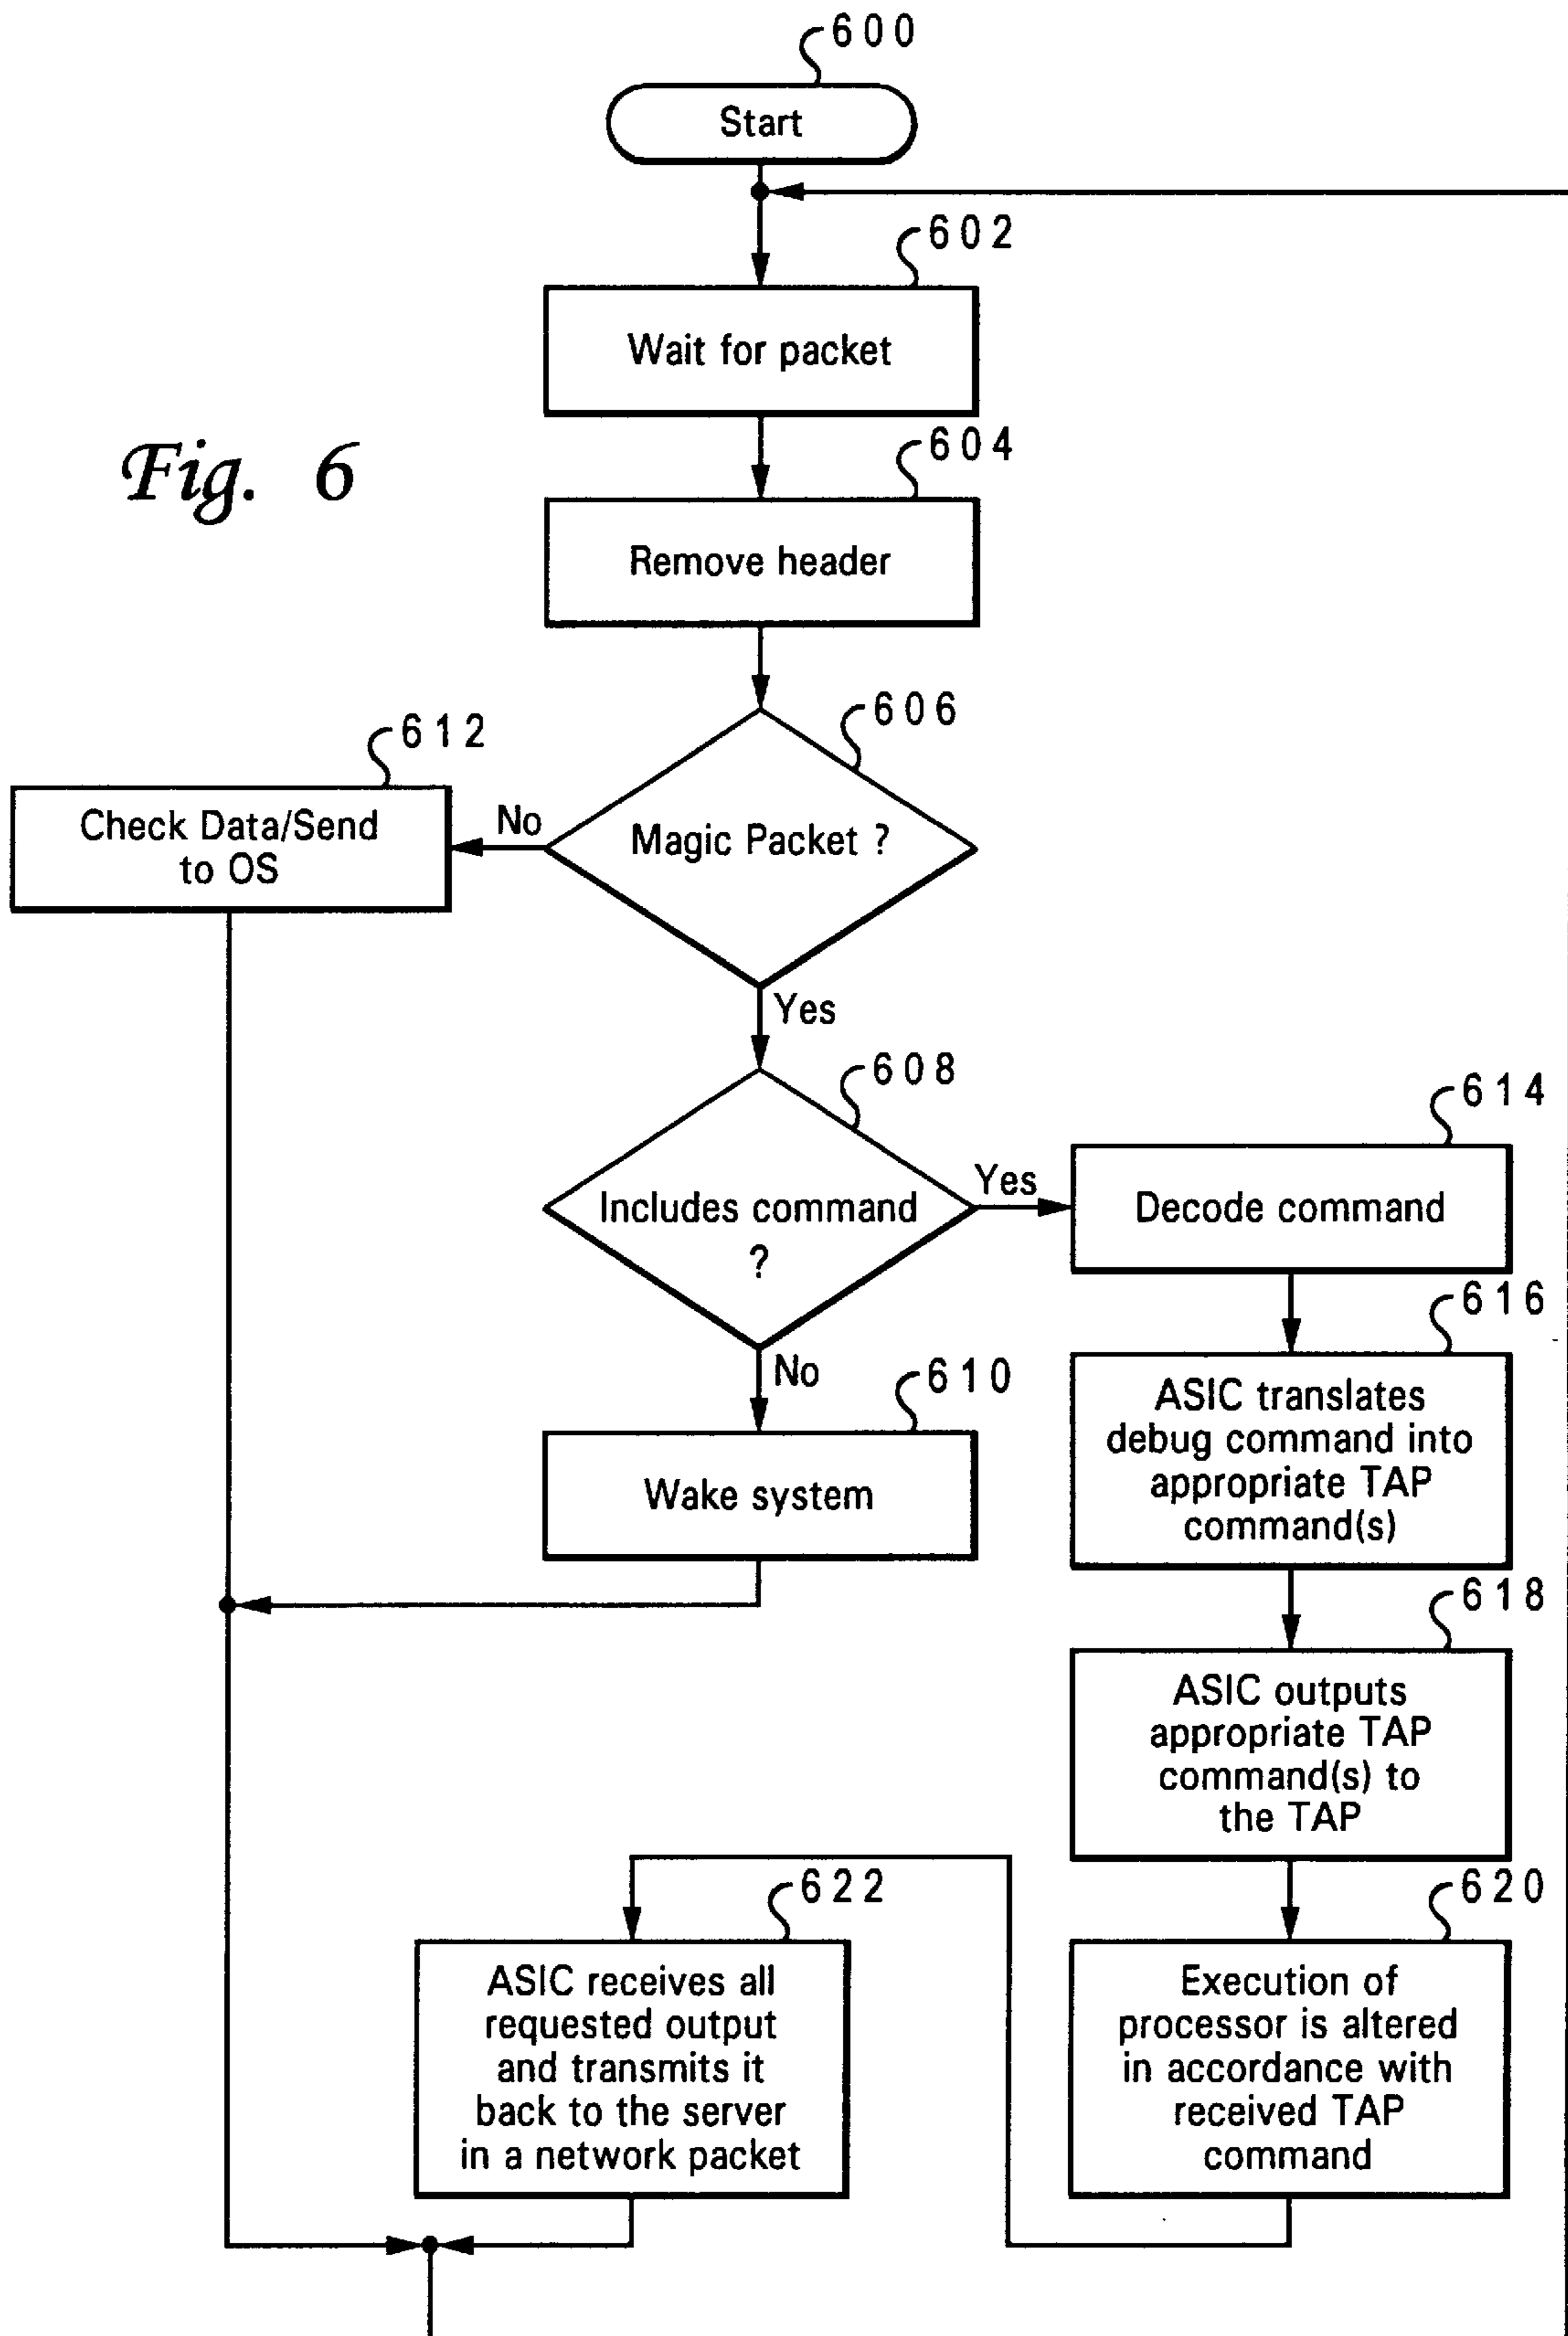 600
Start
602
Wait for packet
Fig. 6
604
Remove header
606
Magic Packet ?
612
No
Check Data/Send
to OS
Yes
608
Includes command
?
Yes
614
Decode command
616
ASIC translates
debug command into
appropriate TAP
command(s)
No
610
Wake system
618
ASIC outputs
appropriate TAP
command(s) to
the TAP
620
Execution of
processor is altered
in accordance with
received TAP
command
622
ASIC receives all
requested output
and transmits it
back to the server
in a network packet